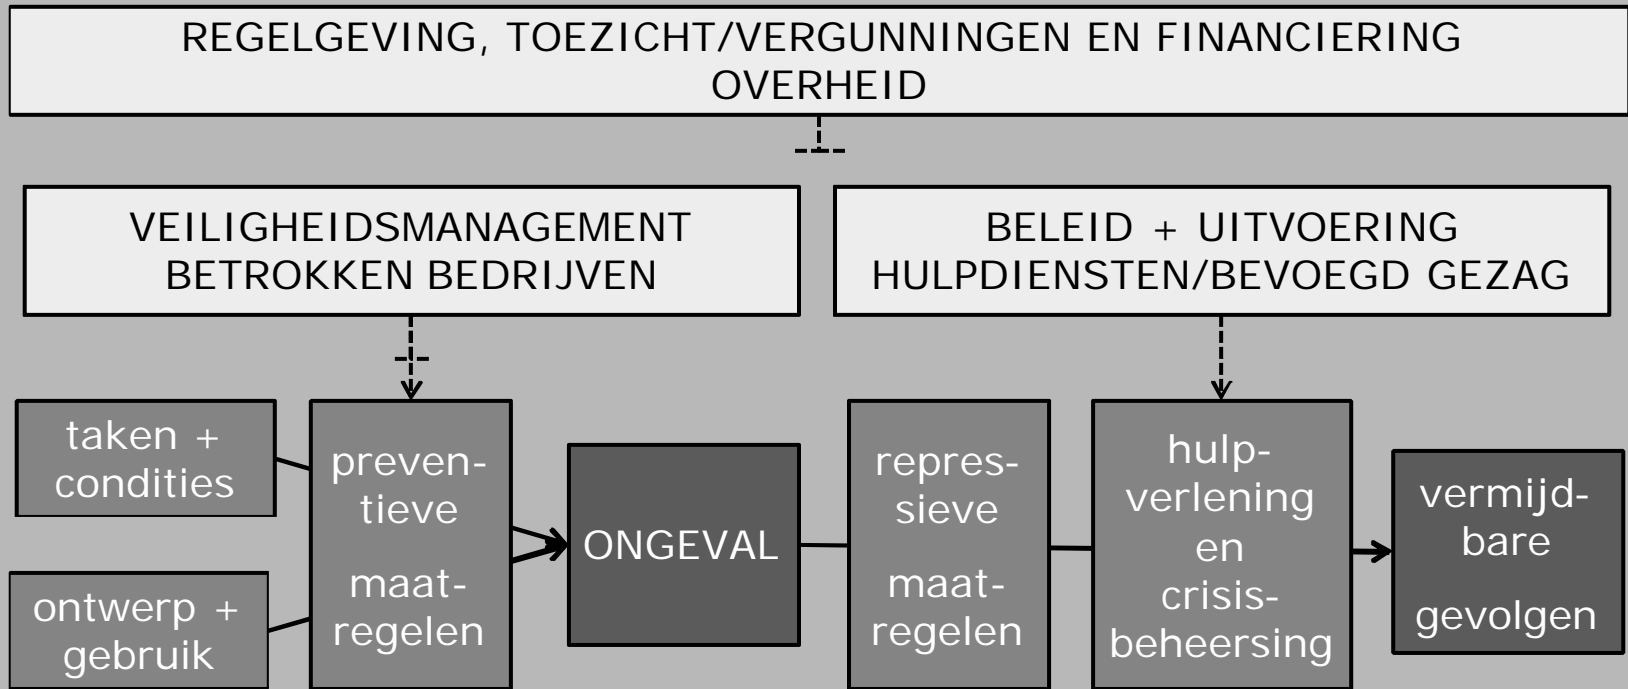 REGELGEVING, TOEZICHT/VERGUNNINGEN EN FINANCIERING
OVERHEID
VEILIGHEIDSMANAGEMENT
BETROKKEN BEDRIJVEN
BELEID + UITVOERING
HULPDIENSTEN/BEVOEGD GEZAG
taken +
condities
ontwerp +
gebruik
preven-
tieve
maat-
regelen
ONGEVAL
repres-
sieve
maat-
regelen
hulp-
verlening
en
crisis-
beheersing
vermijd-
bare
gevolgen